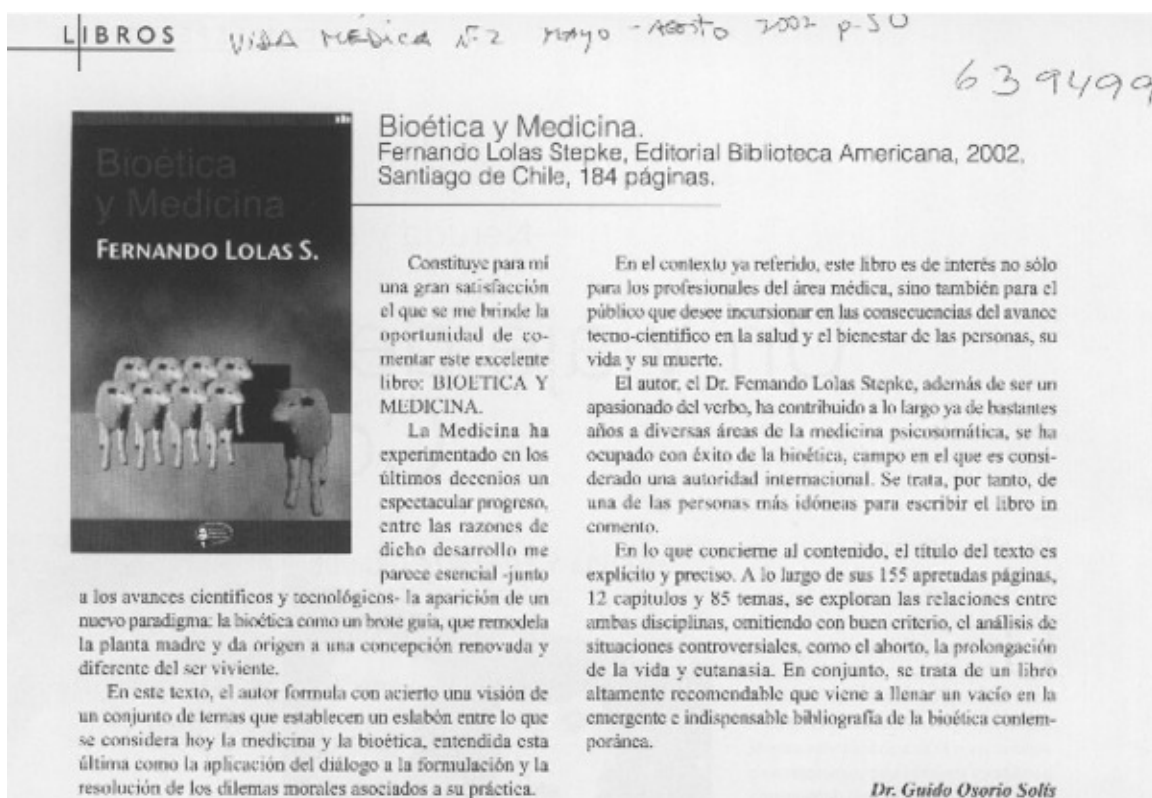 LIBROS
VIDA MÉDICA Nº2 MAYO - AGOSTO 2002 p-50
639499
Bioética
y Medicina
FERNANDO LOLAS S.
Bioética y Medicina.
Fernando Lolas Stepke, Editorial Biblioteca Americana, 2002,
Santiago de Chile, 184 páginas.
Constituye para mí
una gran satisfacción
el que se me brinde la
oportunidad de co-
mentar este excelente
libro: BIOETICA Y
MEDICINA.
La Medicina ha
experimentado en los
últimos decenios un
espectacular progreso,
entre las razones de
dicho desarrollo me
parece esencial -junto
a los avances científicos y tecnológicos- la aparición de un
nuevo paradigma: la bioética como un brote guía, que remodela
la planta madre y da origen a una concepción renovada y
diferente del ser viviente.
En este texto, el autor formula con acierto una visión de
un conjunto de temas que establecen un eslabón entre lo que
se considera hoy la medicina y la bioética, entendida esta
última como la aplicación del diálogo a la formulación y la
resolución de los dilemas morales asociados a su práctica.
En el contexto ya referido, este libro es de interés no sólo
para los profesionales del área médica, sino también para el
público que desee incursionar en las consecuencias del avance
tecno-científico en la salud y el bienestar de las personas, su
vida y su muerte.
El autor, el Dr. Fernando Lolas Stepke, además de ser un
apasionado del verbo, ha contribuido a lo largo ya de bastantes
años a diversas áreas de la medicina psicosomática, se ha
ocupado con éxito de la bioética, campo en el que es consi-
derado una autoridad internacional. Se trata, por tanto, de
una de las personas más idóneas para escribir el libro in
comento.
En lo que concierne al contenido, el título del texto es
explícito y preciso. A lo largo de sus 155 apretadas páginas,
12 capítulos y 85 temas, se exploran las relaciones entre
ambas disciplinas, omitiendo con buen criterio, el análisis de
situaciones controversiales, como el aborto, la prolongación
de la vida y eutanasia. En conjunto, se trata de un libro
altamente recomendable que viene a llenar un vacío en la
emergente e indispensable bibliografía de la bioética contem-
poránea.
Dr. Guido Osorio Solís